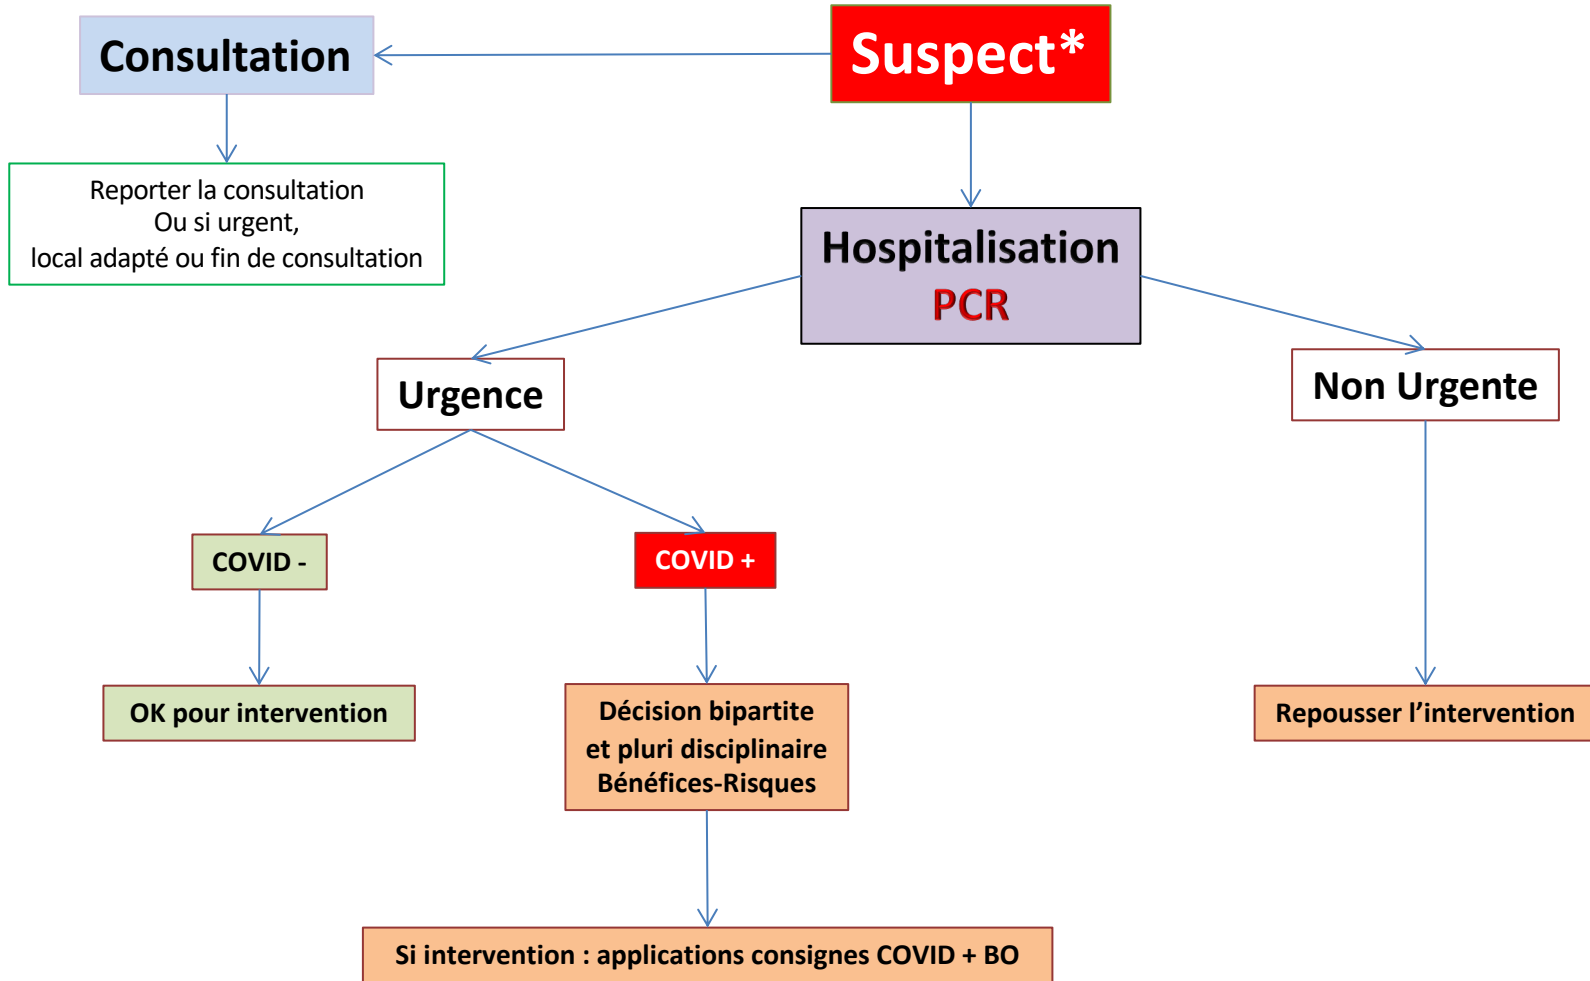 Consultation
Suspect*
Reporter la consultation
Ou si urgent,
local adapté ou fin de consultation
Hospitalisation
PCR
Urgence
Non Urgente
COVID -
COVID +
OK pour intervention
Décision bipartite
et pluri disciplinaire
Bénéfices-Risques
Repousser l’intervention
Si intervention : applications consignes COVID + BO